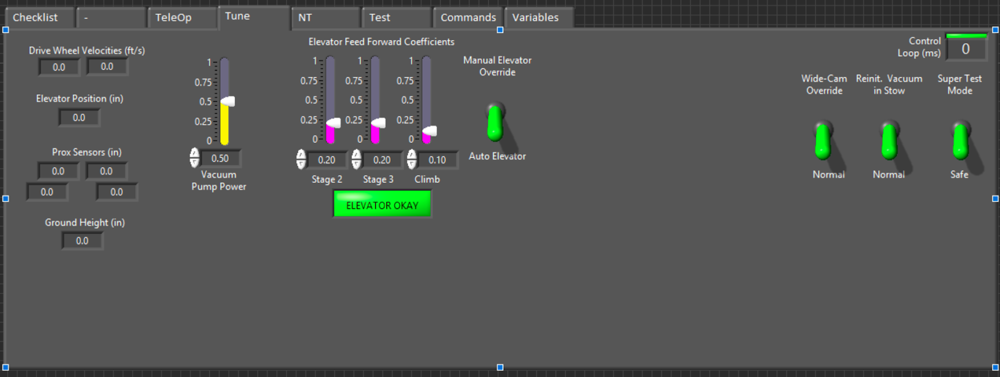 Checklist
-
TeleOp
Tune
NT
Test
Commands
Variables
Drive Wheel Velocities (ft/s)
0.0 0.0
Elevator Position (in)
0.0
Prox Sensors (in)
0.0 0.0
0.0 0.0
Ground Height (in)
0.0
1
0.75
0.5
0.25
0
0.50
Vacuum
Pump Power
Elevator Feed Forward Coefficients
1 1 1
0.75 0.75 0.75
0.5 0.5 0.5
0.25 0.25 0.25
0 0 0
0.20 0.20 0.10
Stage 2 Stage 3 Climb
ELEVATOR OKAY
Manual Elevator
Override
Auto Elevator
Control
Loop (ms)
0
Wide-Cam
Override
Normal
Reinit. Vacuum
in Stow
Normal
Super Test
Mode
Safe